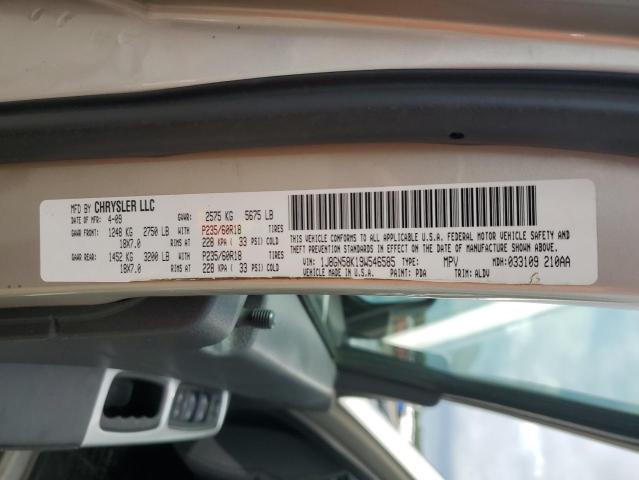 MFD BY CHRYSLER LLC
DATE OF MFR: 4-09 GVWR: 2575 KG 5675 LB
GAWR FRONT: 1248 KG 2750 LB WITH P235/60R18 TIRES
18X7.0 RIMS AT 228 KPA ( 33 PSI) COLD
GAWR REAR: 1452 KG 3200 LB WITH P235/60R18 TIRES
18X7.0 RIMS AT 228 KPA ( 33 PSI) COLD
THIS VEHICLE CONFORMS TO ALL APPLICABLE U.S.A. FEDERAL MOTOR VEHICLE SAFETY
AND THEFT PREVENTION STANDARDS IN EFFECT ON THE DATE OF MANUFACTURE SHOWN ABOVE.
THIS VEHICLE MANUFACTURED IN U.S.A.
VIN: 1J8GN58K19W546585 TYPE: MPV MDH: 033109 210AA
PAINT: PDA TRIM: ALDV